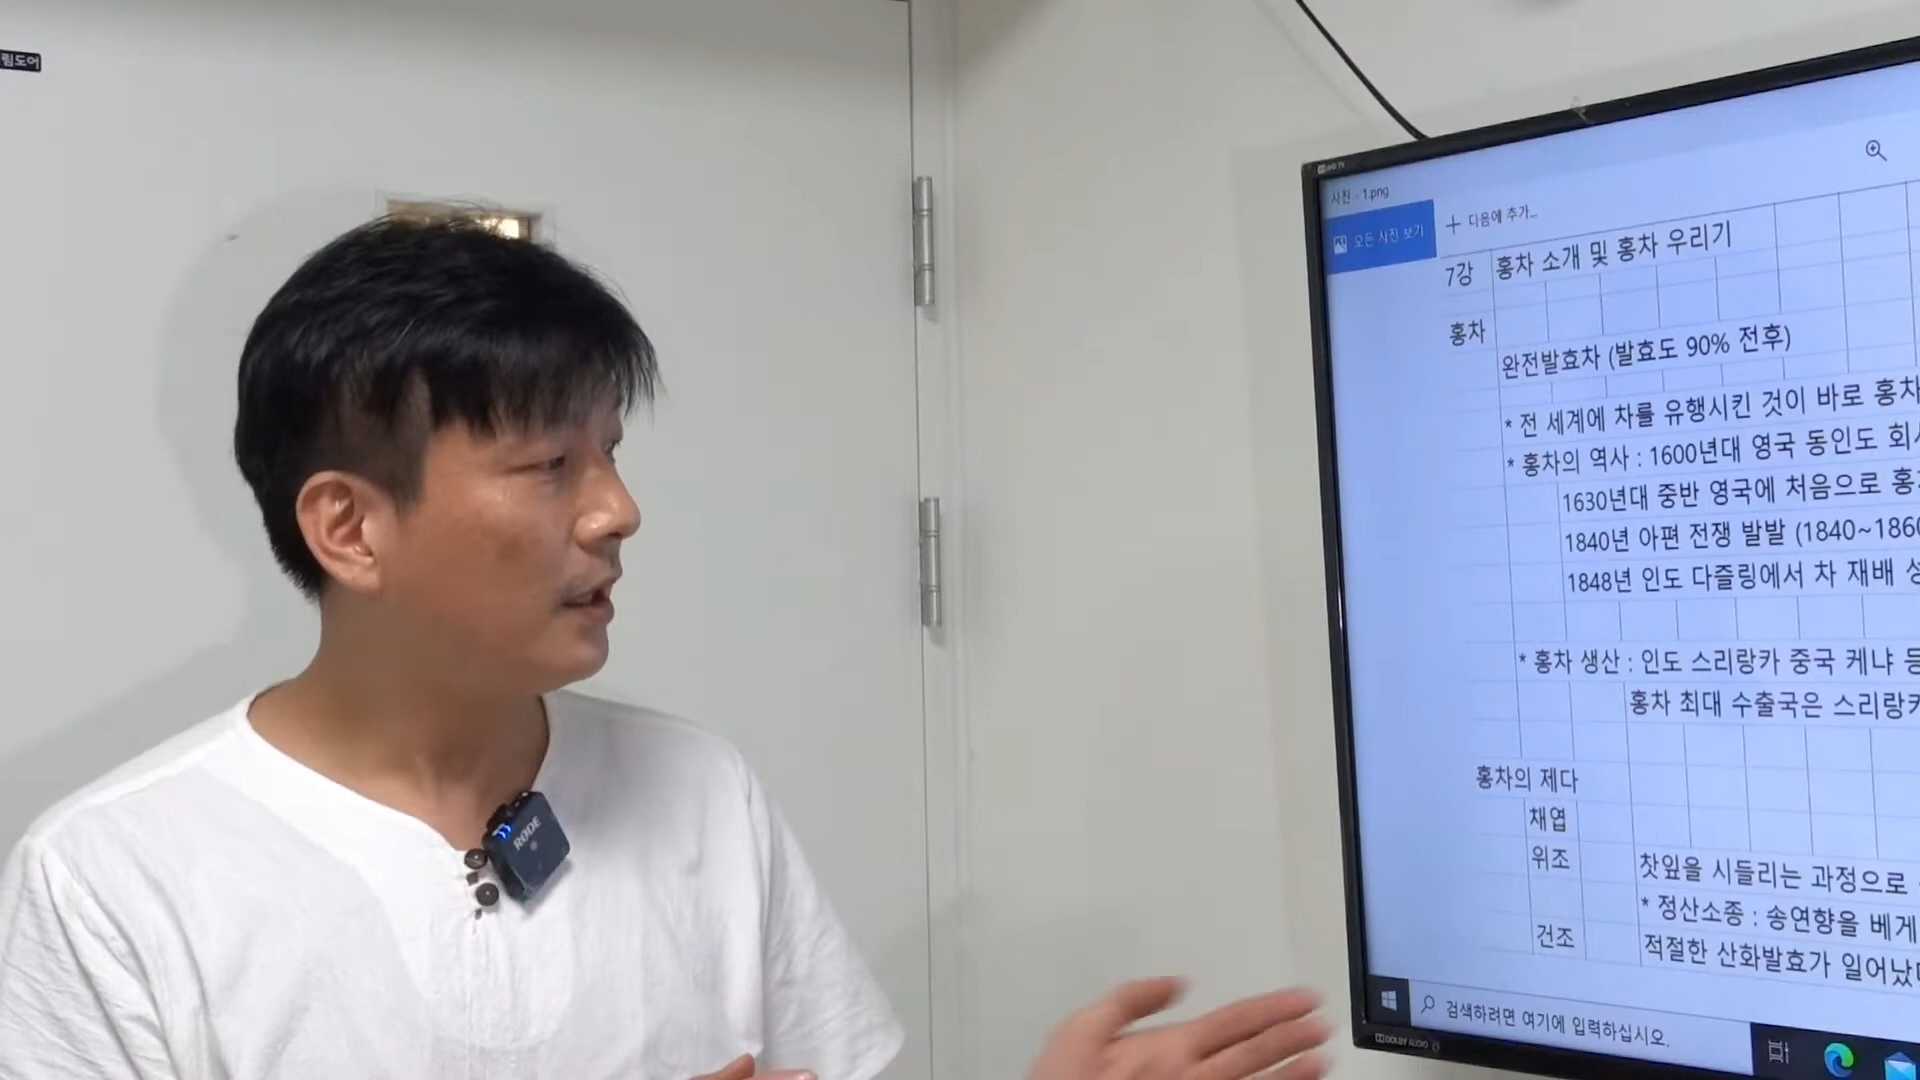 림도어
사진 - 1.png
모든 사진 보기
다음에 추가...
7강 홍차 소개 및 홍차 우리기
홍차
완전발효차 (발효도 90% 전후)
* 전 세계에 차를 유행시킨 것이 바로 홍차
* 홍차의 역사 : 1600년대 영국 동인도 회
1630년대 중반 영국에 처음으로 홍
1840년 아편 전쟁 발발 (1840~1860
1848년 인도 다즐링에서 차 재배
* 홍차 생산 : 인도 스리랑카 중국 케냐 등
홍차 최대 수출국은 스리랑카
홍차의 제다
채엽
위조 찻잎을 시들리는 과정으로
* 정산소종 : 송연향을 베게
건조 적절한 산화발효가 일어났
검색하려면 여기에 입력하십시오.
RØDE
DOLBY AUDIO